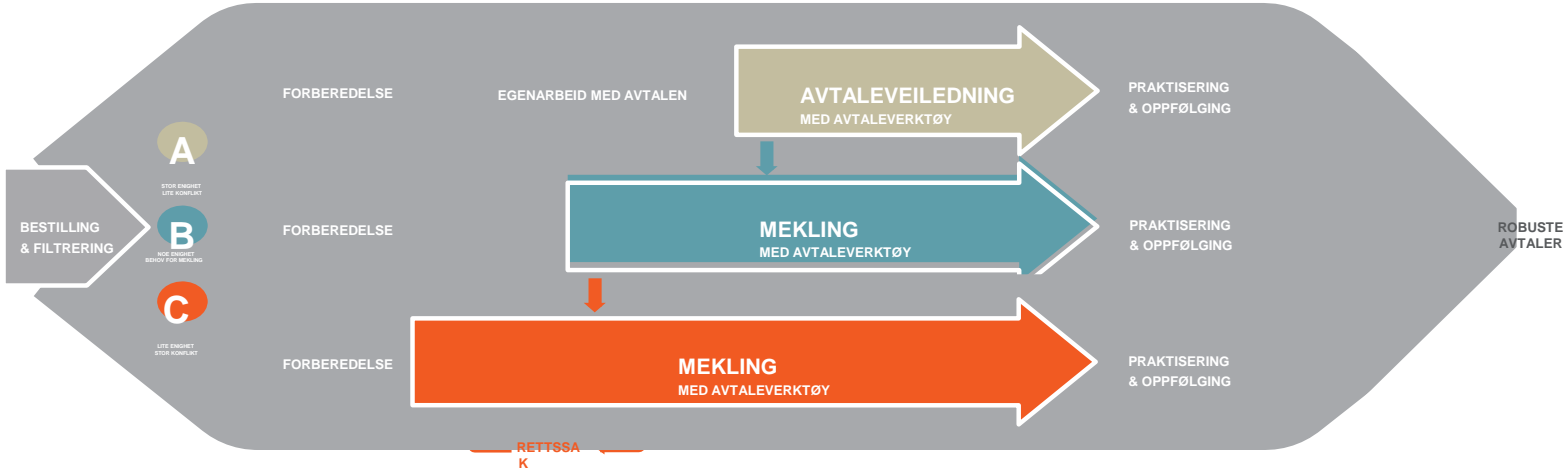 BESTILLING
& FILTRERING
A
STOR ENIGHET
LITE KONFLIKT
FORBEREDELSE
EGENARBEID MED AVTALEN
AVTALEVEILEDNING
MED AVTALEVERKTØY
PRAKTISERING
& OPPFØLGING
B
NOE ENIGHET
BEHOV FOR MEKLING
FORBEREDELSE
MEKLING
MED AVTALEVERKTØY
PRAKTISERING
& OPPFØLGING
C
LITE ENIGHET
STOR KONFLIKT
FORBEREDELSE
MEKLING
MED AVTALEVERKTØY
PRAKTISERING
& OPPFØLGING
RETTSSA
K
ROBUSTE
AVTALER